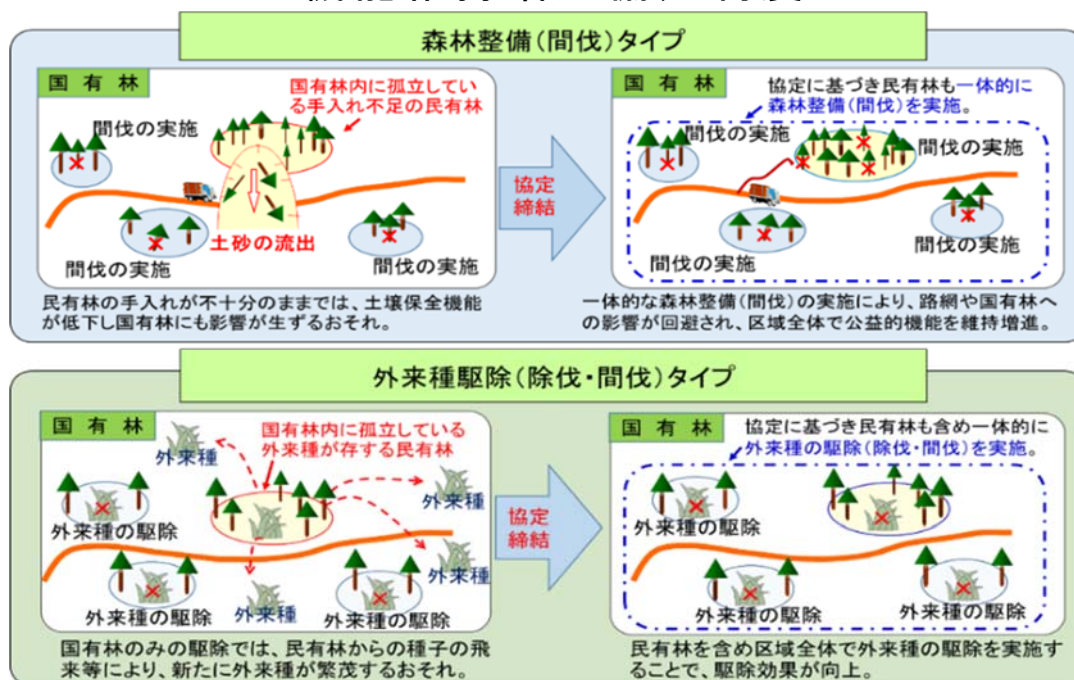 森林整備(間伐)タイプ
国有林
国有林内に孤立してい
る手入れ不足の民有林
間伐の実施
土砂の流出
間伐の実施
間伐の実施
民有林の手入れが不十分のままでは、土壌保全機能
が低下し国有林にも影響が生ずるおそれ。
協定
締結
国有林
協定に基づき民有林も一体的に
森林整備(間伐)を実施。
間伐の実施
間伐の実施
間伐の実施
間伐の実施
一体的な森林整備(間伐)の実施により、路網や国有林へ
の影響が回避され、区域全体で公益的機能を維持増進。
外来種駆除(除伐・間伐)タイプ
国有林
国有林内に孤立している
外来種が存する民有林
外来種
外来種
外来種の駆除
外来種
外来種
外来種の駆除
外来種の駆除
国有林のみの駆除では、民有林からの種子の飛
来等により、新たに外来種が繁茂するおそれ。
協定
締結
国有林
協定に基づき民有林も含め一体的に
外来種の駆除(除伐・間伐)を実施。
外来種の駆除
外来種の駆除
外来種の駆除
民有林を含め区域全体で外来種の駆除を実施す
ることで、駆除効果が向上。